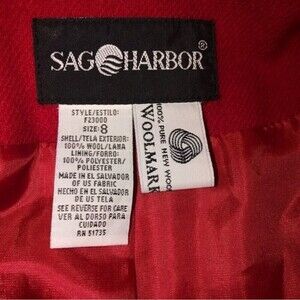 SAG HARBOR®
STYLE/ESTILO:
F23000
SIZE: 8
SHELL/TELA EXTERIOR:
100% WOOL/LANA
LINING/FORRO:
100% POLYESTER/
POLIESTER
MADE IN EL SALVADOR
OF US FABRIC
HECHO EN EL SALVADOR
DE US TELA
SEE REVERSE FOR CARE
VER AL DORSO PARA
CUIDADO
RN 51735
100% PURE NEW WOOL
WOOLMARK